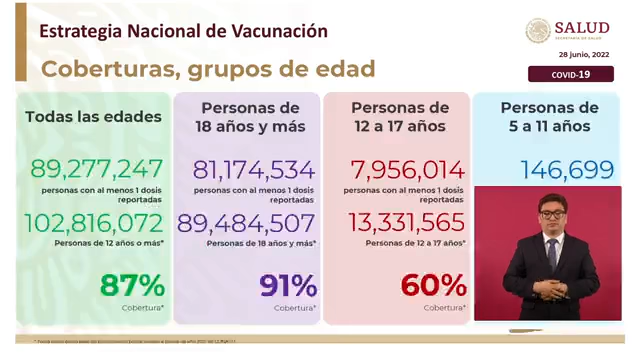 Estrategia Nacional de Vacunación
SALUD
SECRETARÍA DE SALUD
28 junio, 2022
Coberturas, grupos de edad
COVID-19
Todas las edades
89,277,247
personas con al menos 1 dosis
reportadas
102,816,072
Personas de 12 años o más*
87%
Cobertura*
Personas de
18 años y más
81,174,534
personas con al menos 1 dosis
reportadas
89,484,507
Personas de 18 años y más*
91%
Cobertura*
Personas de
12 a 17 años
7,956,014
personas con al menos 1 dosis
reportadas
13,331,565
Personas de 12 a 17 años*
60%
Cobertura*
Personas de
5 a 11 años
146,699